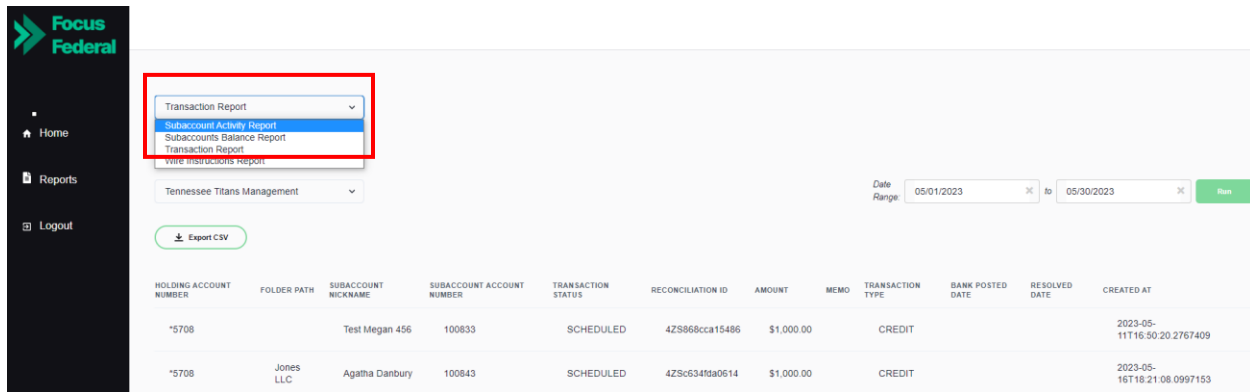 Focus
Federal
Home
Reports
Logout
Transaction Report
Subaccount Activity Report
Subaccounts Balance Report
Transaction Report
Wire Instructions Report
Tennessee Titans Management
Date
Range:
05/01/2023
to
05/30/2023
Run
Export CSV
HOLDING ACCOUNT
NUMBER
FOLDER PATH
SUBACCOUNT
NICKNAME
SUBACCOUNT ACCOUNT
NUMBER
TRANSACTION
STATUS
RECONCILIATION ID
AMOUNT
MEMO
TRANSACTION
TYPE
BANK POSTED
DATE
RESOLVED
DATE
CREATED AT
*5708
Test Megan 456
100833
SCHEDULED
4ZS868cca15486
$1,000.00
CREDIT
2023-05-
11T16:50:20.2767409
*5708
Jones
LLC
Agatha Danbury
100843
SCHEDULED
4ZSc634fda0614
$1,000.00
CREDIT
2023-05-
16T18:21:08.0997153